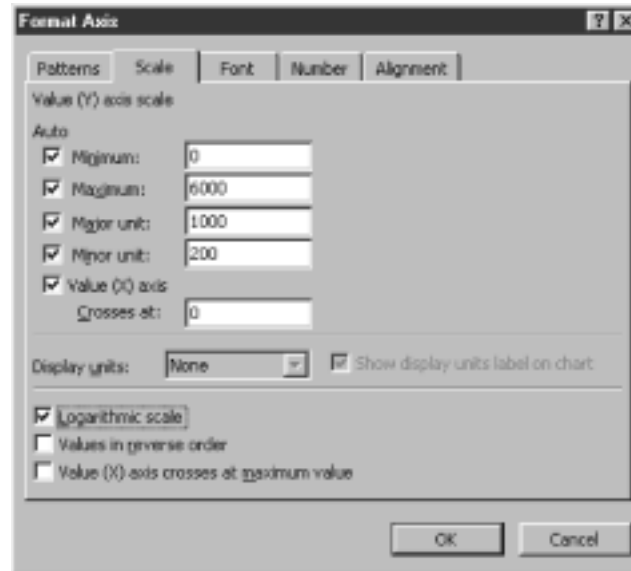 Format Axis ? X
Patterns Scale Font Number Alignment
Value (Y) axis scale
Auto
Minimum: 0
Maximum: 6000
Major unit: 1000
Minor unit: 200
Value (X) axis
Crosses at: 0
Display units: None Show display units label on chart
Logarithmic scale
Values in reverse order
Value (X) axis crosses at maximum value
OK Cancel